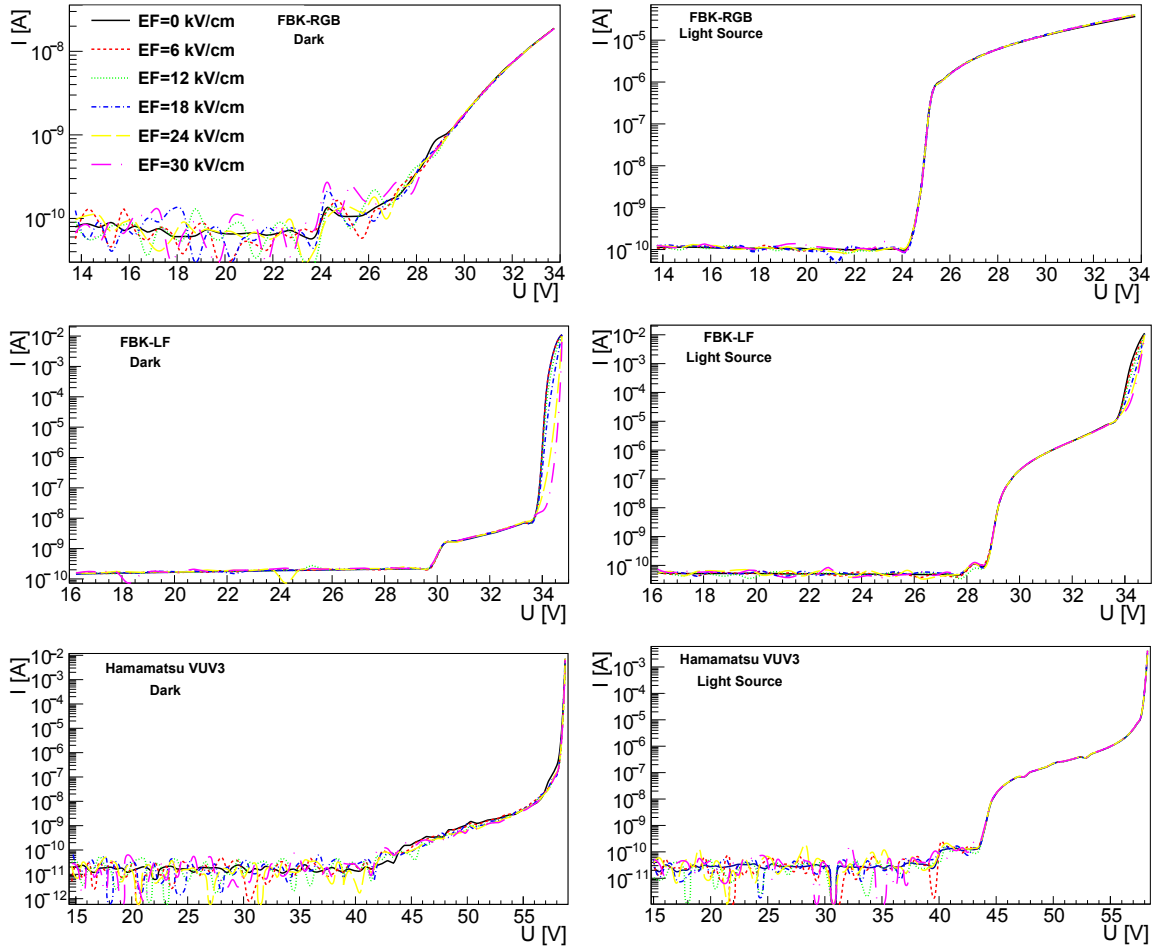 I [A]
EF=0 kV/cm
EF=6 kV/cm
EF=12 kV/cm
EF=18 kV/cm
EF=24 kV/cm
EF=30 kV/cm
FBK-RGB
Dark
10⁻⁸
10⁻⁹
10⁻¹⁰
14 16 18 20 22 24 26 28 30 32 34
U [V]
I [A]
FBK-RGB
Light Source
10⁻⁵
10⁻⁶
10⁻⁷
10⁻⁸
10⁻⁹
10⁻¹⁰
14 16 18 20 22 24 26 28 30 32 34
U [V]
I [A]
FBK-LF
Dark
10⁻²
10⁻³
10⁻⁴
10⁻⁵
10⁻⁶
10⁻⁷
10⁻⁸
10⁻⁹
10⁻¹⁰
16 18 20 22 24 26 28 30 32 34
U [V]
I [A]
FBK-LF
Light Source
10⁻²
10⁻³
10⁻⁴
10⁻⁵
10⁻⁶
10⁻⁷
10⁻⁸
10⁻⁹
10⁻¹⁰
16 18 20 22 24 26 28 30 32 34
U [V]
I [A]
Hamamatsu VUV3
Dark
10⁻²
10⁻³
10⁻⁴
10⁻⁵
10⁻⁶
10⁻⁷
10⁻⁸
10⁻⁹
10⁻¹⁰
10⁻¹¹
10⁻¹²
15 20 25 30 35 40 45 50 55
U [V]
I [A]
Hamamatsu VUV3
Light Source
10⁻³
10⁻⁴
10⁻⁵
10⁻⁶
10⁻⁷
10⁻⁸
10⁻⁹
10⁻¹⁰
10⁻¹¹
15 20 25 30 35 40 45 50 55
U [V]